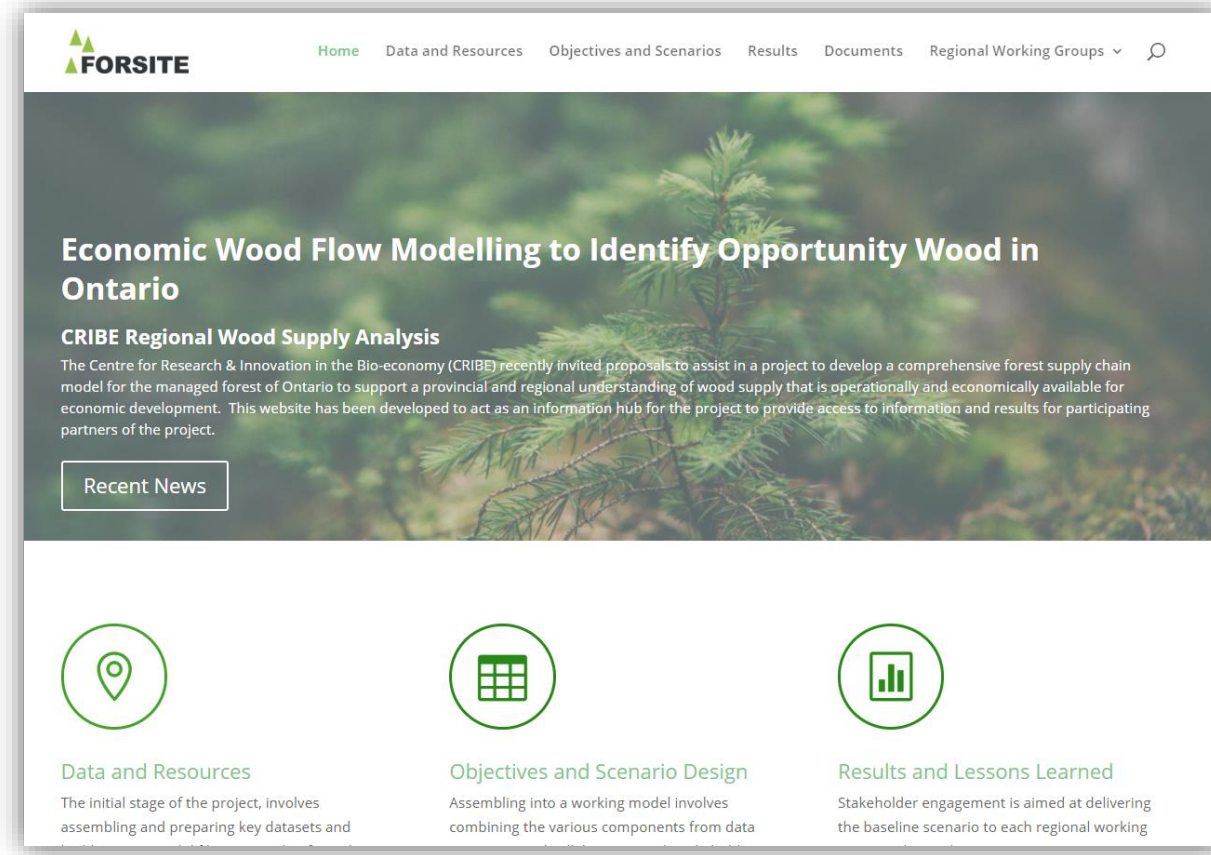 FORSITE
Home Data and Resources Objectives and Scenarios Results Documents Regional Working Groups
Economic Wood Flow Modelling to Identify Opportunity Wood in
Ontario
CRIBE Regional Wood Supply Analysis
The Centre for Research & Innovation in the Bio-economy (CRIBE) recently invited proposals to assist in a project to develop a comprehensive forest supply chain
model for the managed forest of Ontario to support a provincial and regional understanding of wood supply that is operationally and economically available for
economic development. This website has been developed to act as an information hub for the project to provide access to information and results for participating
partners of the project.
Recent News
Data and Resources
The initial stage of the project, involves
assembling and preparing key datasets and
Objectives and Scenario Design
Assembling into a working model involves
combining the various components from data
Results and Lessons Learned
Stakeholder engagement is aimed at delivering
the baseline scenario to each regional working